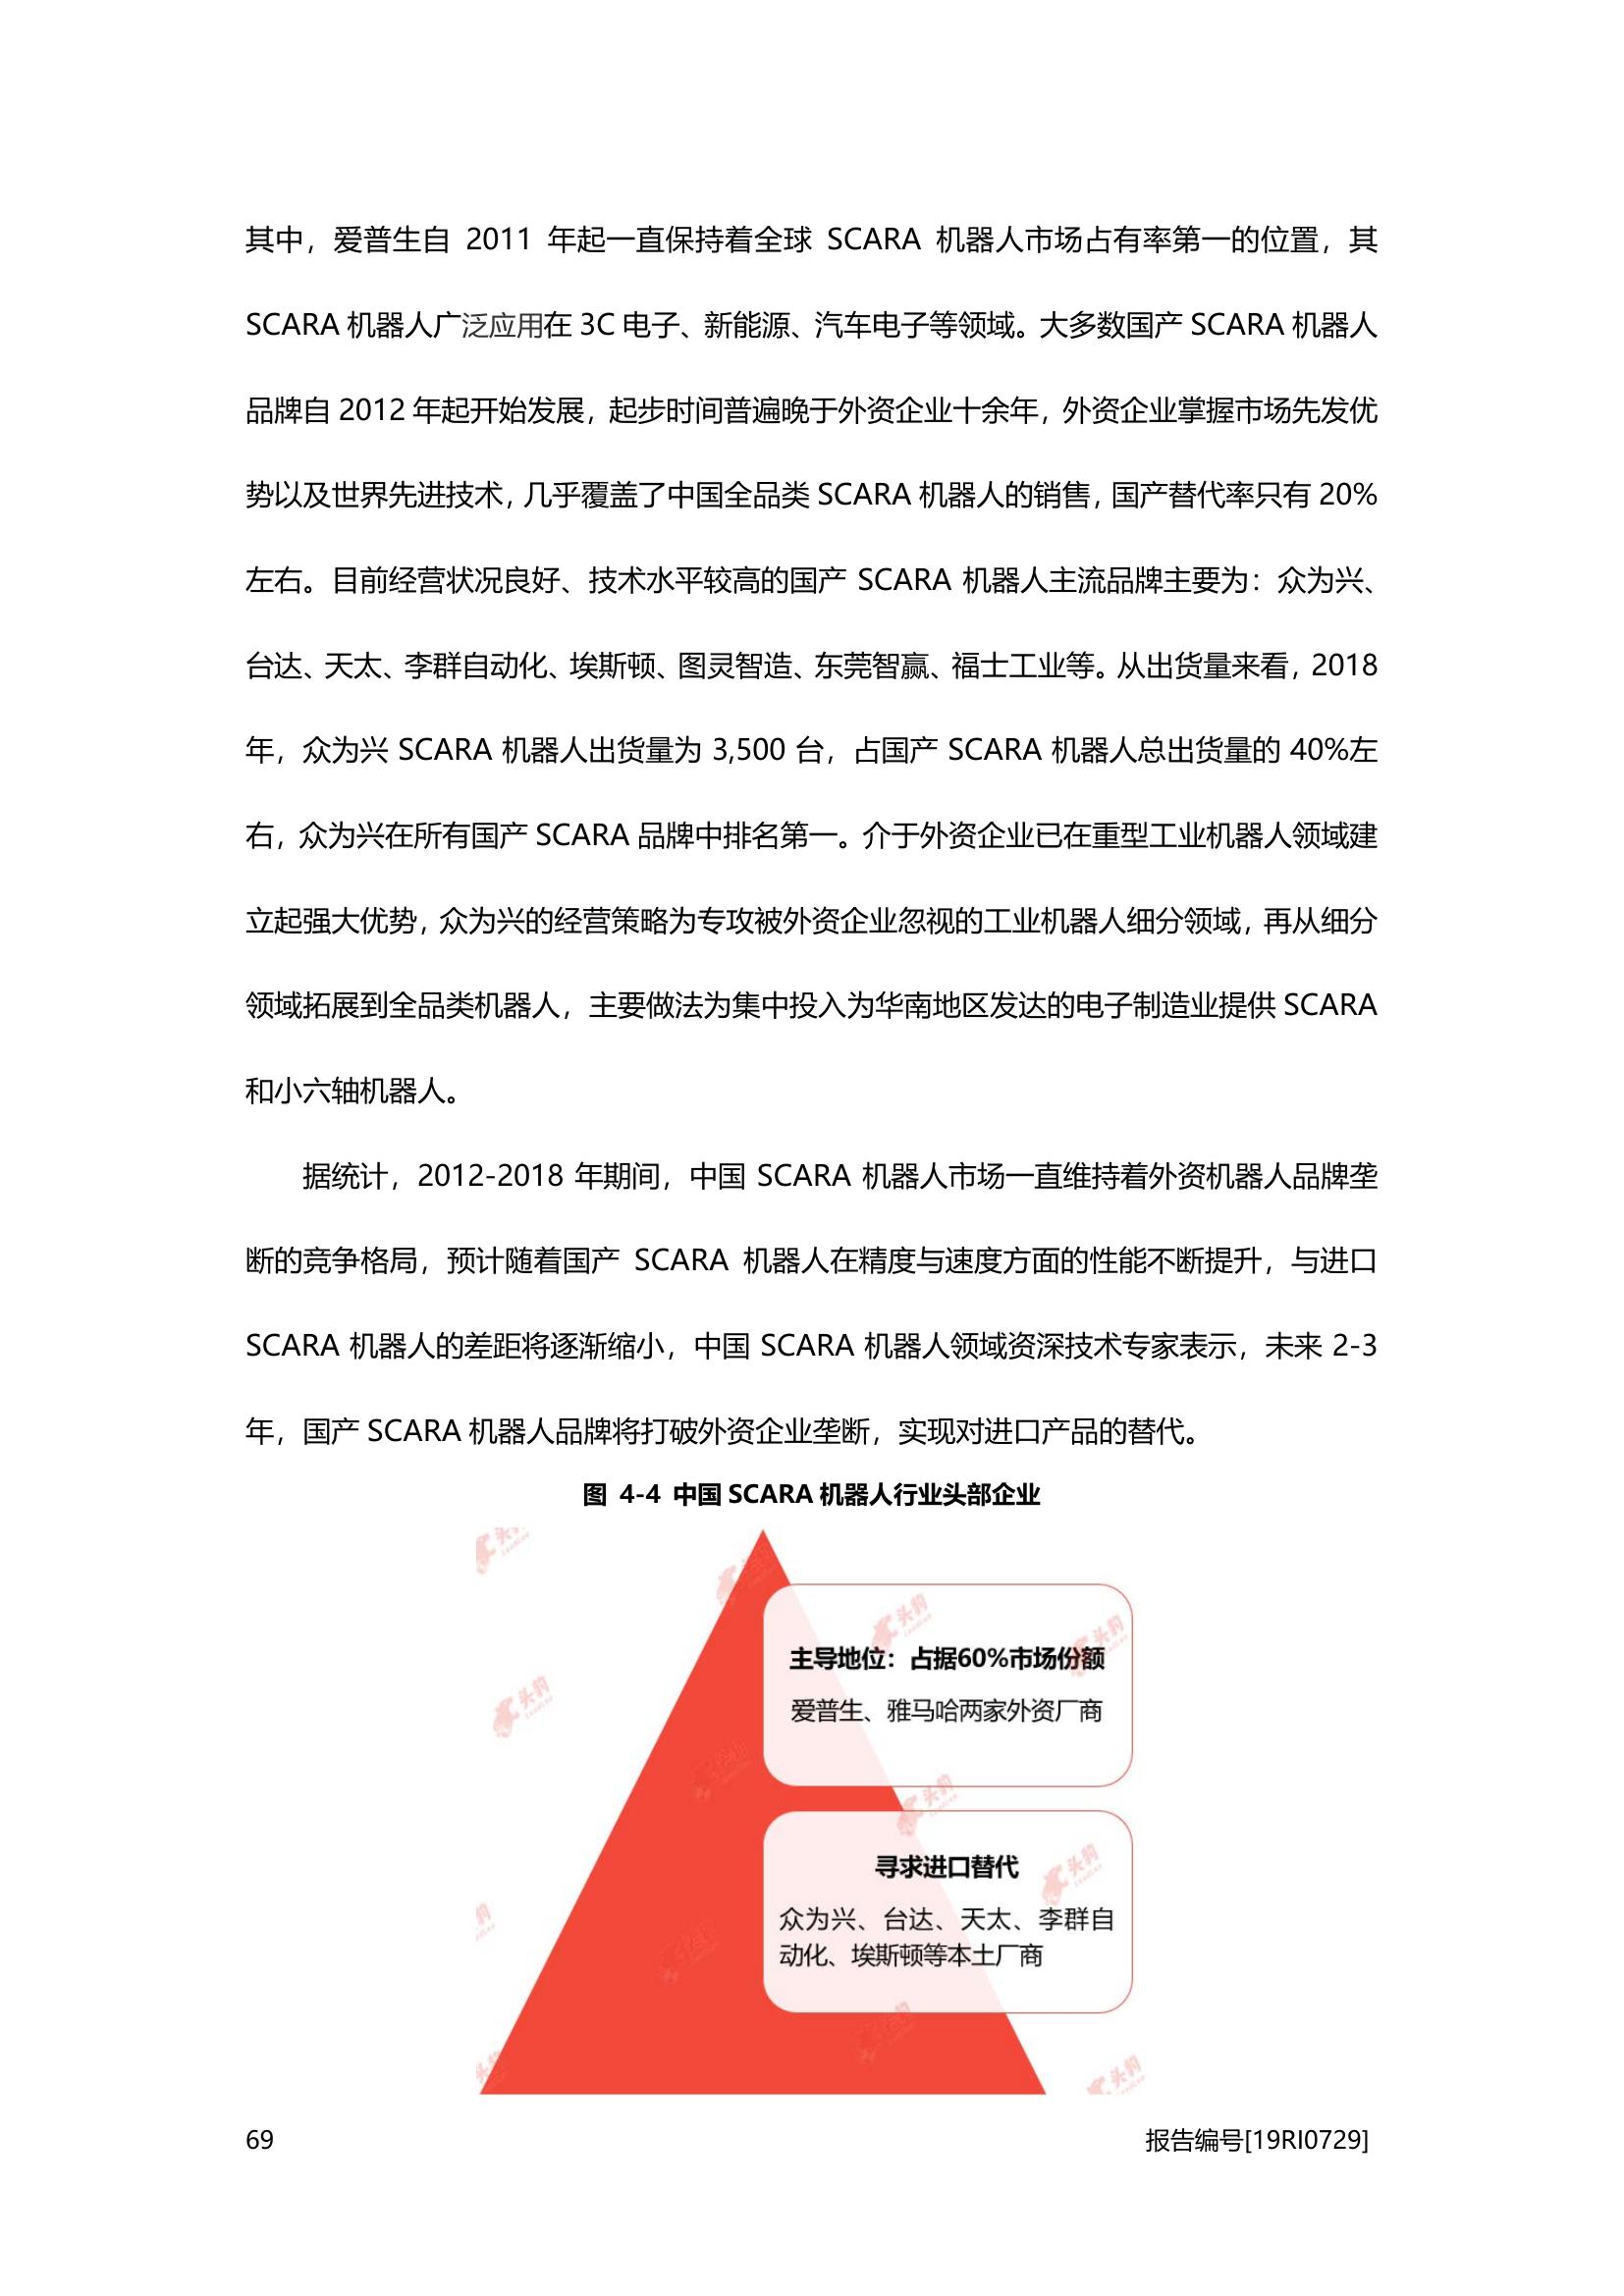 其中，爱普生自 2011 年起一直保持着全球 SCARA 机器人市场占有率第一的位置，其
SCARA 机器人广泛应用在 3C 电子、新能源、汽车电子等领域。大多数国产 SCARA 机器人
品牌自 2012 年起开始发展，起步时间普遍晚于外资企业十余年，外资企业掌握市场先发优
势以及世界先进技术，几乎覆盖了中国全品类 SCARA 机器人的销售，国产替代率只有 20%
左右。目前经营状况良好、技术水平较高的国产 SCARA 机器人主流品牌主要为：众为兴、
台达、天太、李群自动化、埃斯顿、图灵智造、东莞智赢、福士工业等。从出货量来看，2018
年，众为兴 SCARA 机器人出货量为 3,500 台，占国产 SCARA 机器人总出货量的 40%左
右，众为兴在所有国产 SCARA 品牌中排名第一。介于外资企业已在重型工业机器人领域建
立起强大优势，众为兴的经营策略为专攻被外资企业忽视的工业机器人细分领域，再从细分
领域拓展到全品类机器人，主要做法为集中投入为华南地区发达的电子制造业提供 SCARA
和小六轴机器人。
据统计，2012-2018 年期间，中国 SCARA 机器人市场一直维持着外资机器人品牌垄
断的竞争格局，预计随着国产 SCARA 机器人在精度与速度方面的性能不断提升，与进口
SCARA 机器人的差距将逐渐缩小，中国 SCARA 机器人领域资深技术专家表示，未来 2-3
年，国产 SCARA 机器人品牌将打破外资企业垄断，实现对进口产品的替代。
图 4-4 中国 SCARA 机器人行业头部企业
主导地位：占据60%市场份额
爱普生、雅马哈两家外资厂商
寻求进口替代
众为兴、台达、天太、李群自
动化、埃斯顿等本土厂商
69
报告编号[19RI0729]